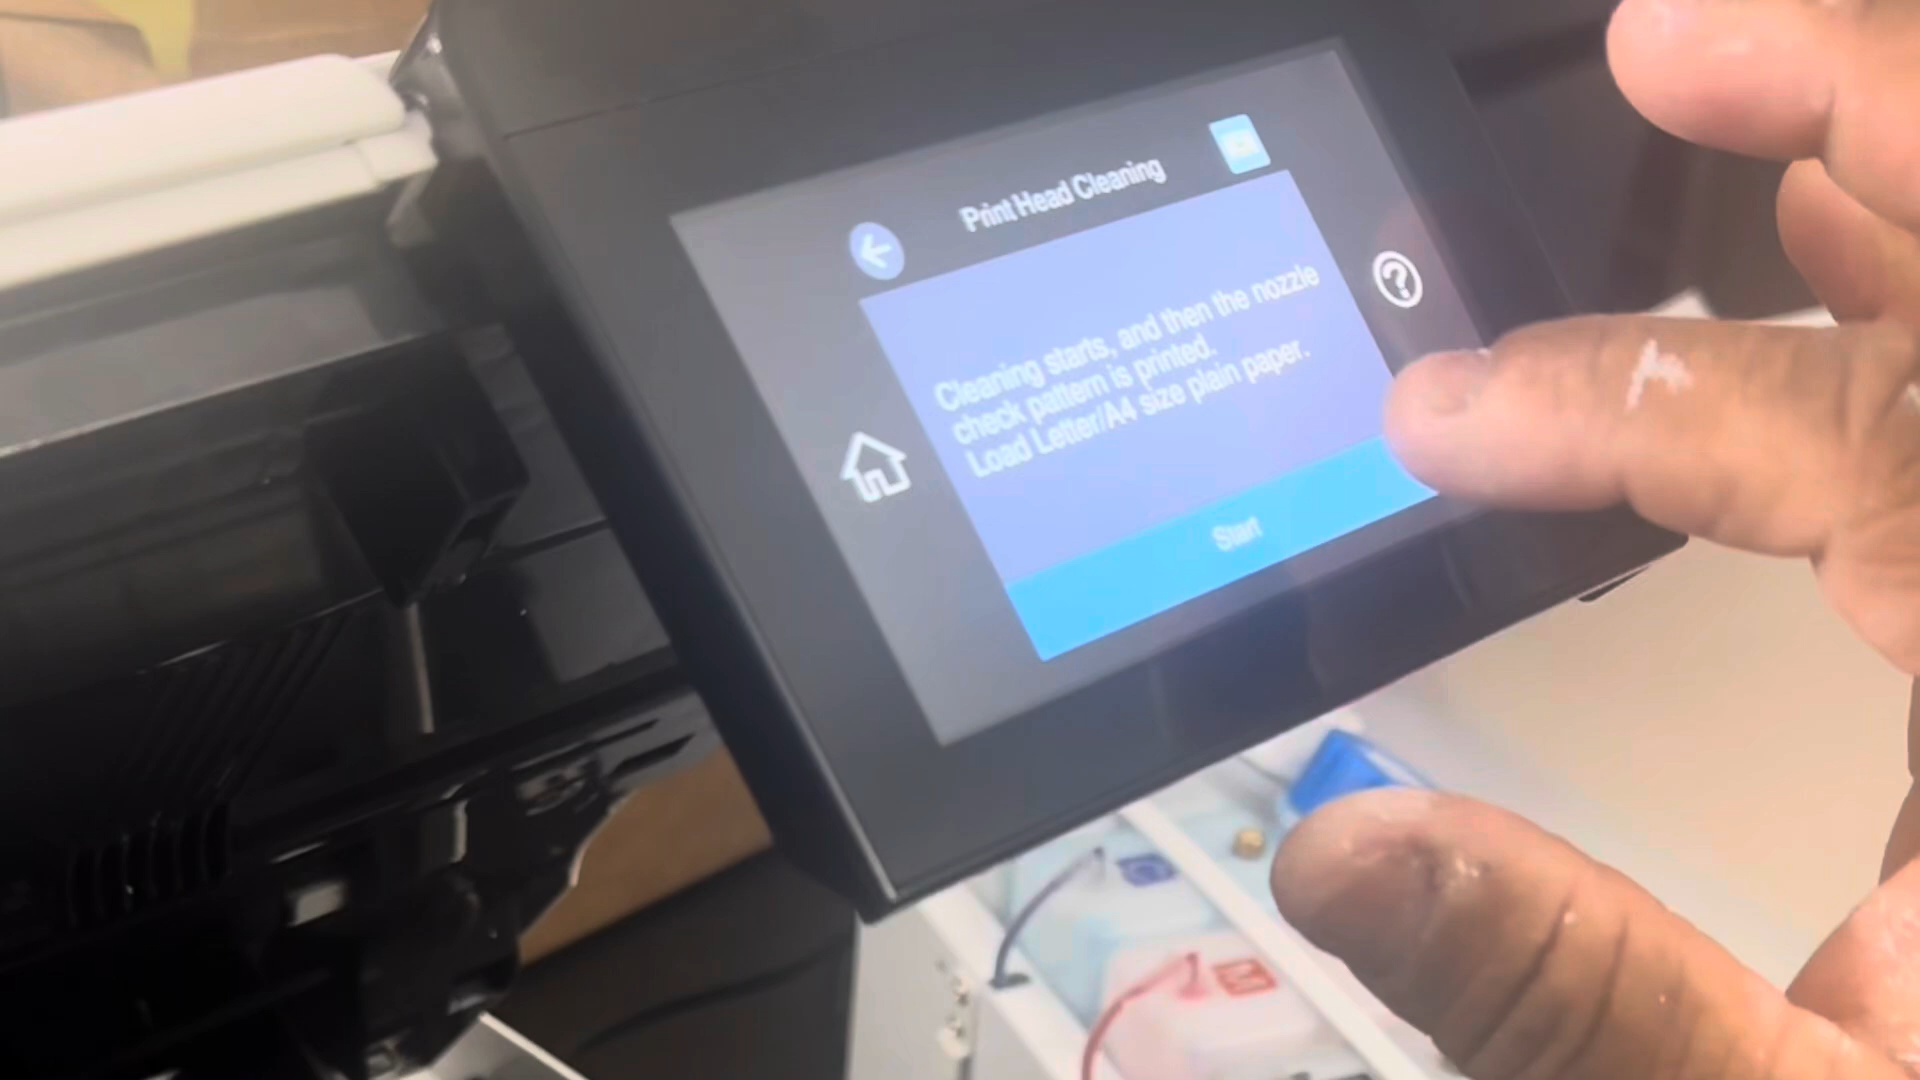 Print Head Cleaning
Cleaning starts, and then the nozzle
check pattern is printed.
Load Letter/A4 size plain paper.
Start
M